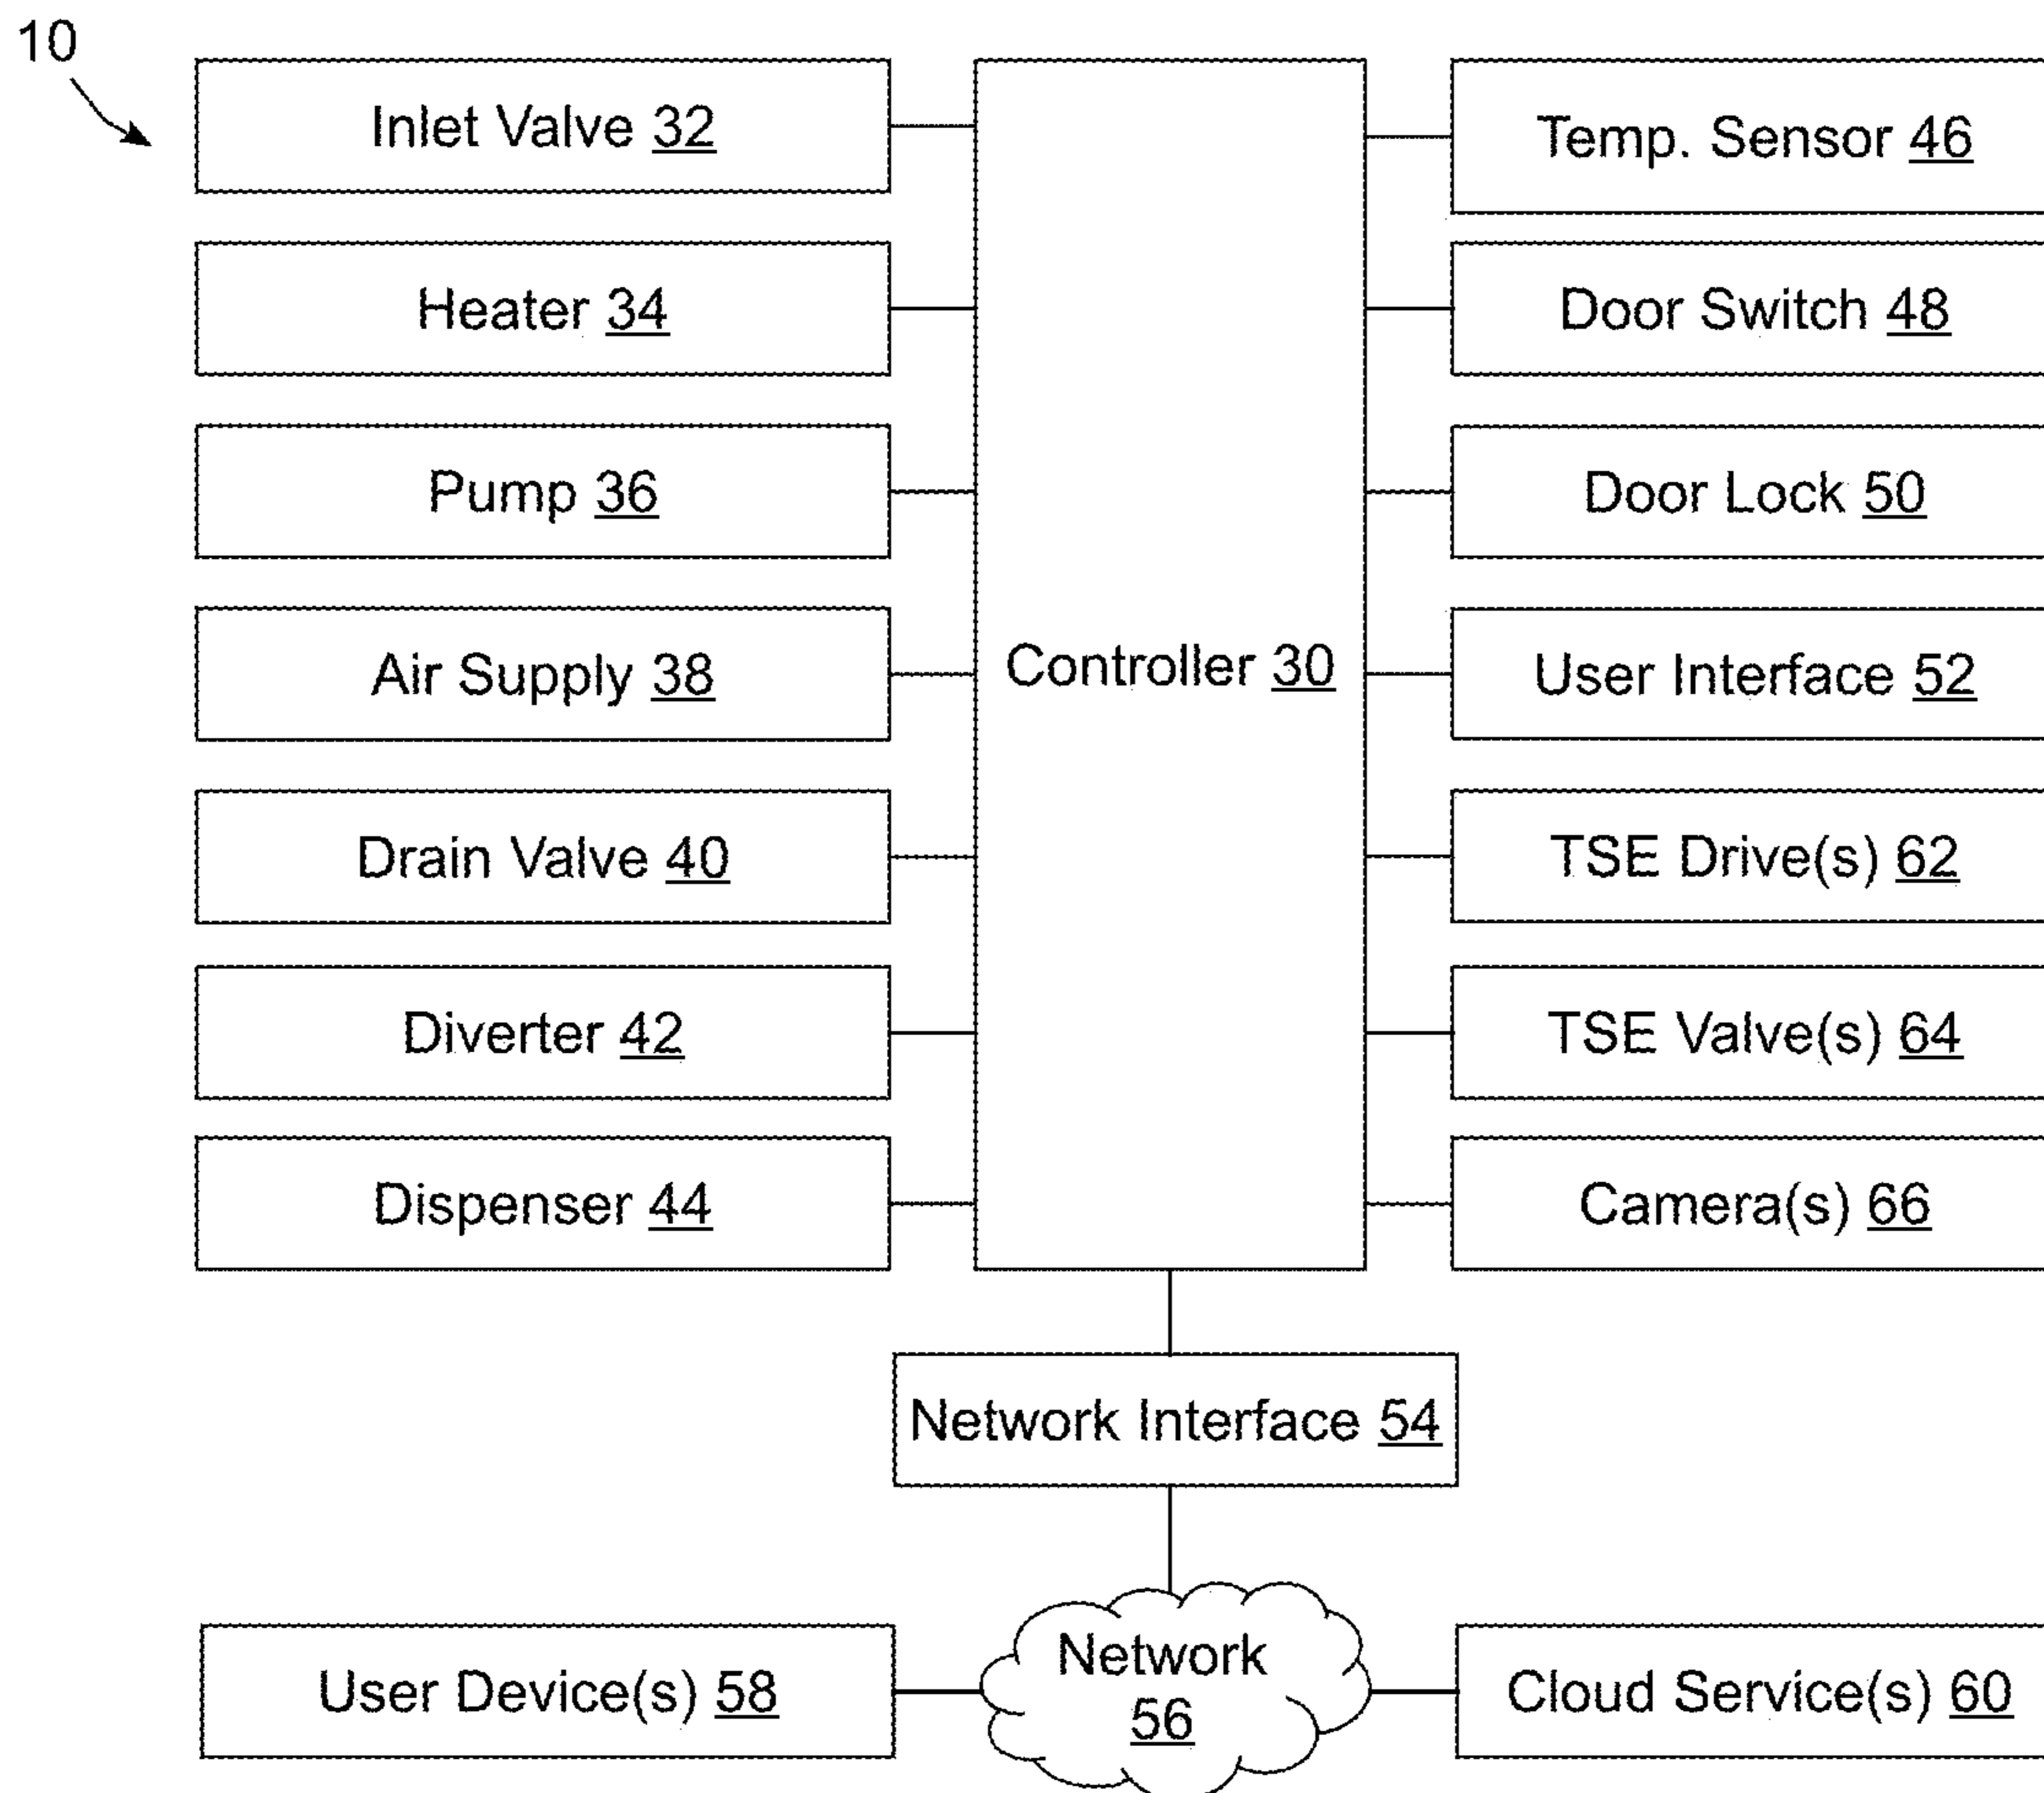 10
Inlet Valve 32
Heater 34
Pump 36
Air Supply 38
Drain Valve 40
Diverter 42
Dispenser 44
Controller 30
Temp. Sensor 46
Door Switch 48
Door Lock 50
User Interface 52
TSE Drive(s) 62
TSE Valve(s) 64
Camera(s) 66
Network Interface 54
User Device(s) 58
Network
56
Cloud Service(s) 60